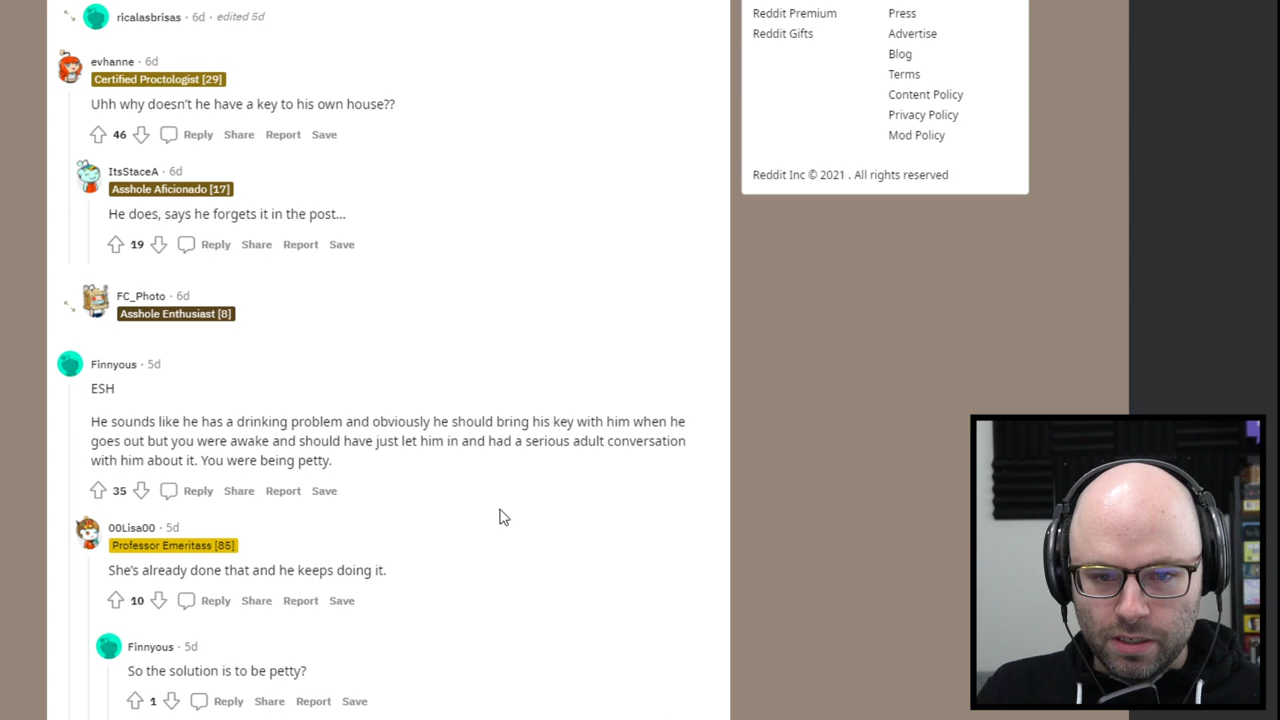 ricalasbrisas · 6d · edited 5d
evhanne · 6d
Certified Proctologist [29]
Uhh why doesn't he have a key to his own house??
46 Reply Share Report Save
ItsStaceA · 6d
Asshole Aficionado [17]
He does, says he forgets it in the post...
19 Reply Share Report Save
FC_Photo · 6d
Asshole Enthusiast [8]
Finnyous · 5d
ESH
He sounds like he has a drinking problem and obviously he should bring his key with him when he
goes out but you were awake and should have just let him in and had a serious adult conversation
with him about it. You were being petty.
35 Reply Share Report Save
00Lisa00 · 5d
Professor Emeritass [85]
She's already done that and he keeps doing it.
10 Reply Share Report Save
Finnyous · 5d
So the solution is to be petty?
1 Reply Share Report Save
Reddit Premium
Reddit Gifts
Press
Advertise
Blog
Terms
Content Policy
Privacy Policy
Mod Policy
Reddit Inc © 2021 . All rights reserved